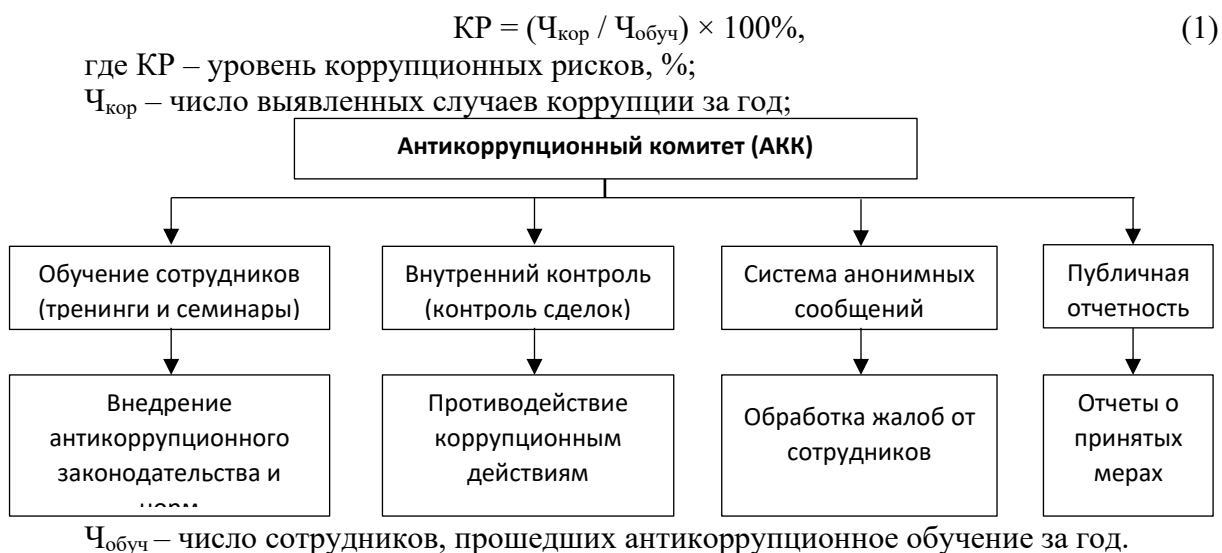 КР = (Чкор / Чобуч) × 100%, (1)
где КР – уровень коррупционных рисков, %;
Чкор – число выявленных случаев коррупции за год;
Антикоррупционный комитет (АКК)
Обучение сотрудников
(тренинги и семинары)
Внутренний контроль
(контроль сделок)
Система анонимных
сообщений
Публичная
отчетность
Внедрение
антикоррупционного
законодательства и
Противодействие
коррупционным
действиям
Обработка жалоб от
сотрудников
Отчеты о
принятых
мерах
Чобуч – число сотрудников, прошедших антикоррупционное обучение за год.